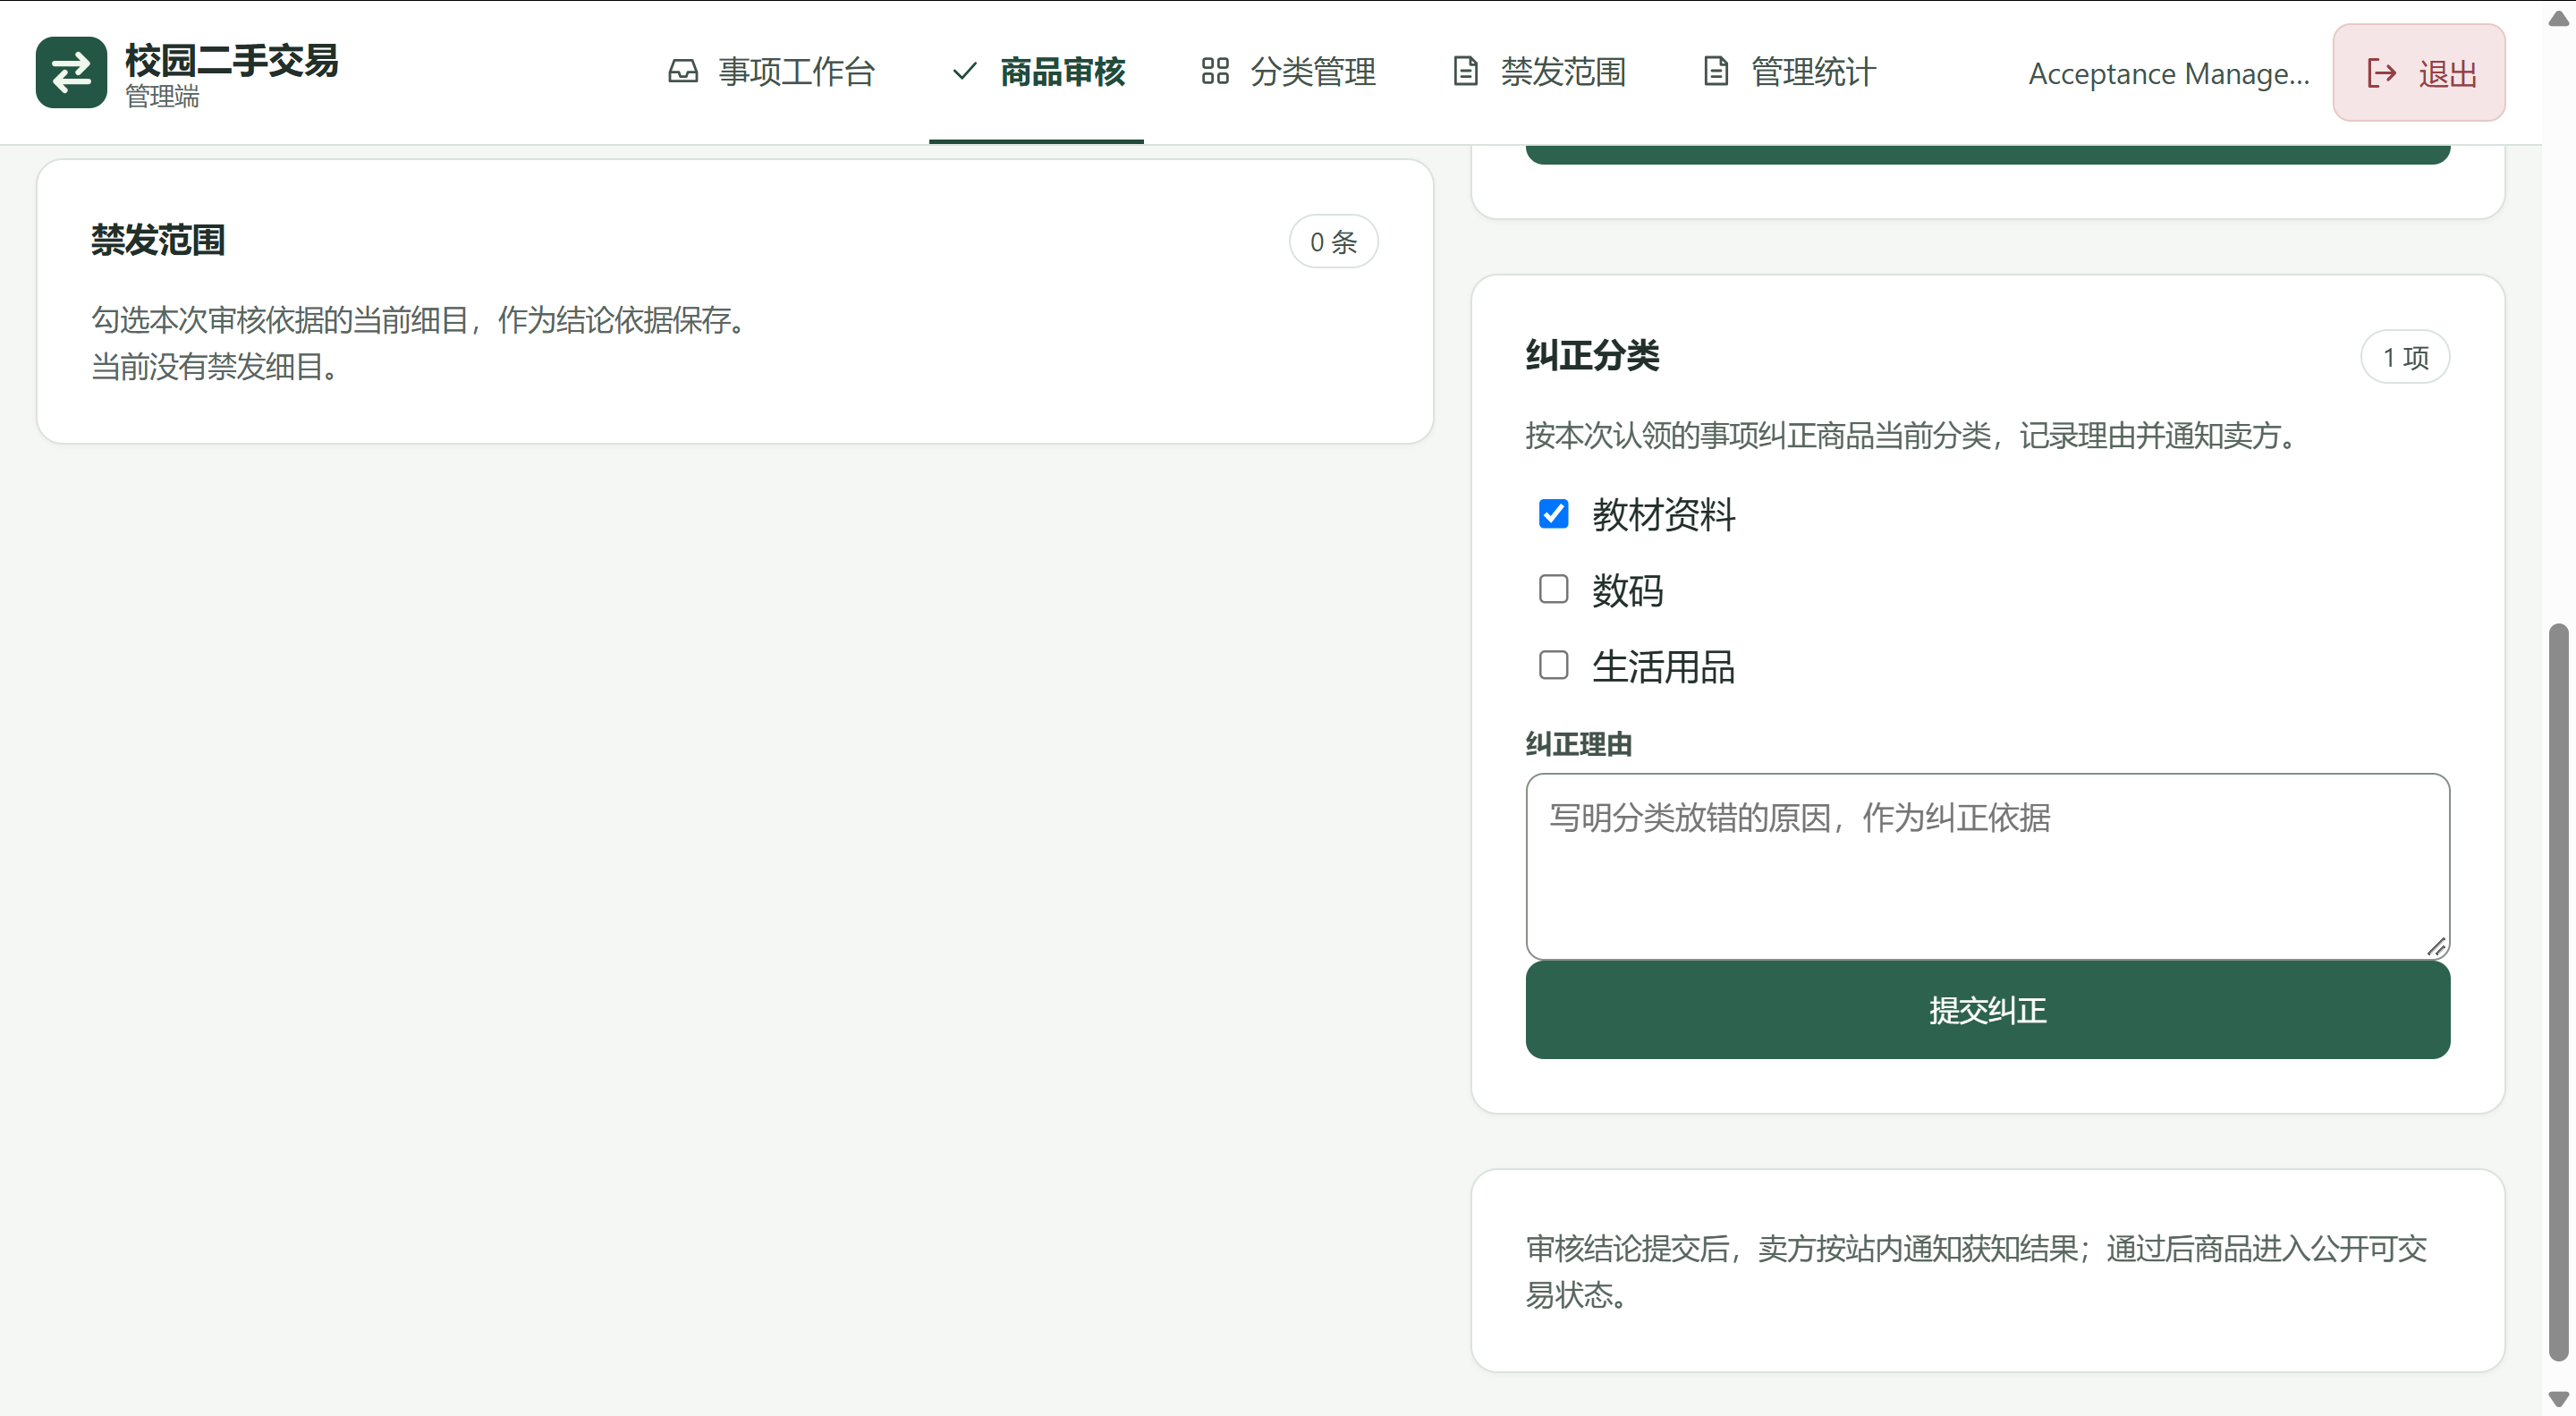 校园二手交易
管理端
事项工作台
商品审核
分类管理
禁发范围
管理统计
Acceptance Manage...
退出
禁发范围
0 条
勾选本次审核依据的当前细目，作为结论依据保存。
当前没有禁发细目。
纠正分类
1 项
按本次认领的事项纠正商品当前分类，记录理由并通知卖方。
教材资料
数码
生活用品
纠正理由
写明分类放错的原因，作为纠正依据
提交纠正
审核结论提交后，卖方按站内通知获知结果；通过后商品进入公开可交
易状态。